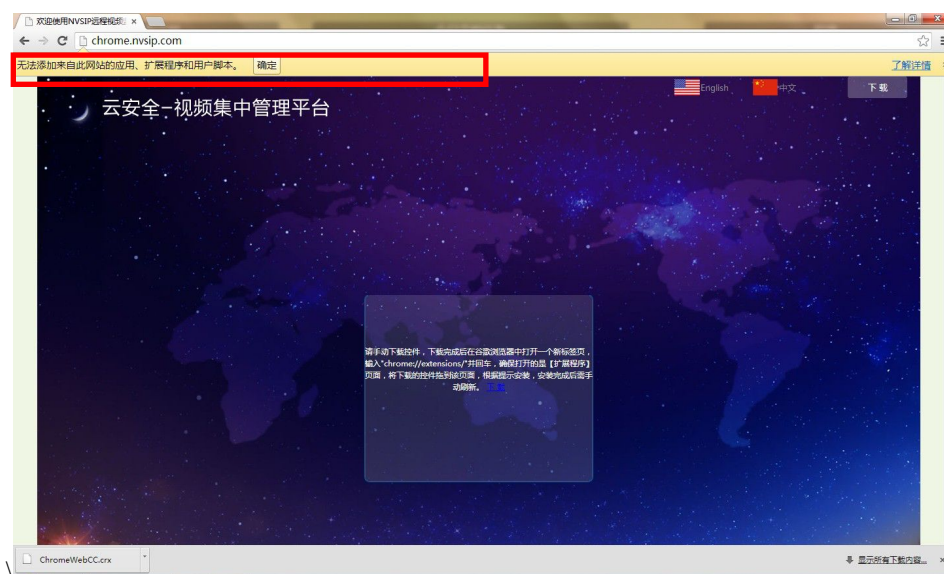 欢迎使用NVSIP远程视频
chrome.nvsip.com
无法添加来自此网站的应用、扩展程序和用户脚本。 确定 了解详情
English 中文 下载
云安全-视频集中管理平台
请手动下载控件，下载完成后在谷歌浏览器中打开一个新标签页，
输入"chrome://extensions/"并回车，确保打开的是【扩展程序】
页面，将下载的控件拖到该页面，根据提示安装，安装完成后需手
动刷新。 下载
ChromeWebCC.crx 显示所有下载内容...
\